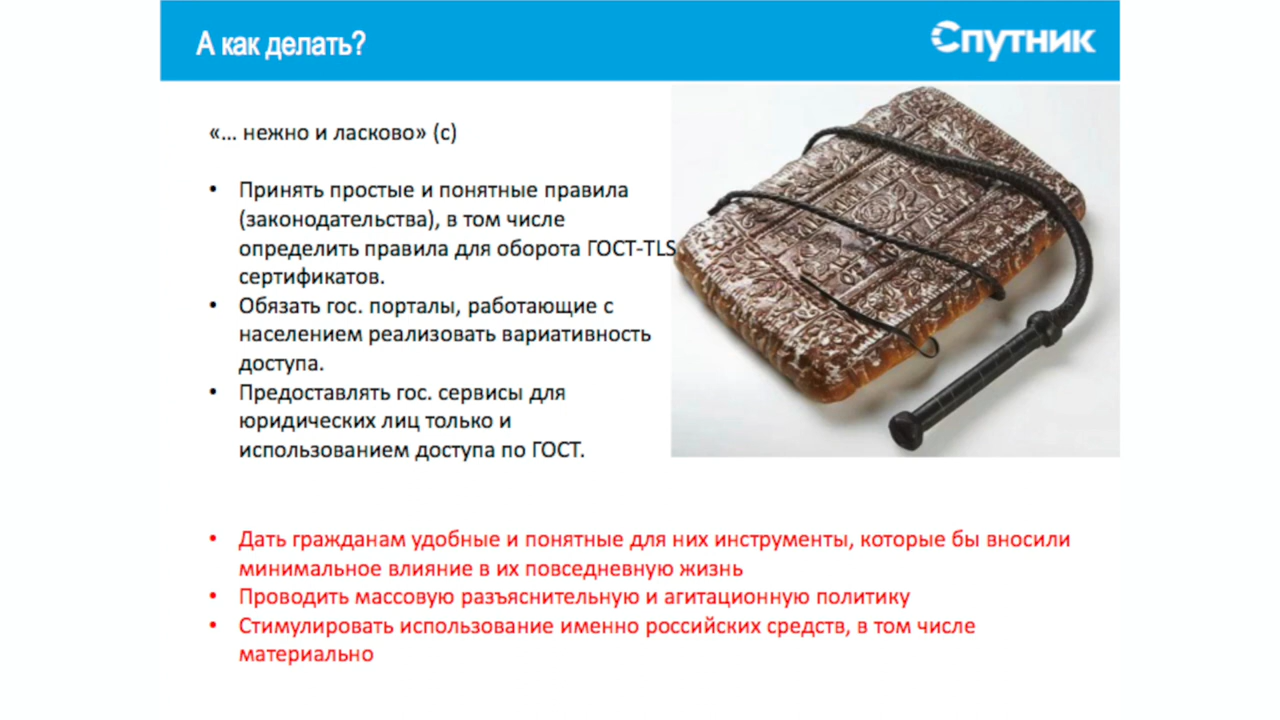 А как делать?
Спутник
«... нежно и ласково» (с)
• Принять простые и понятные правила
(законодательства), в том числе
определить правила для оборота ГОСТ-TLS
сертификатов.
• Обязать гос. порталы, работающие с
населением реализовать вариативность
доступа.
• Предоставлять гос. сервисы для
юридических лиц только и
использованием доступа по ГОСТ.
• Дать гражданам удобные и понятные для них инструменты, которые бы вносили
минимальное влияние в их повседневную жизнь
• Проводить массовую разъяснительную и агитационную политику
• Стимулировать использование именно российских средств, в том числе
материально